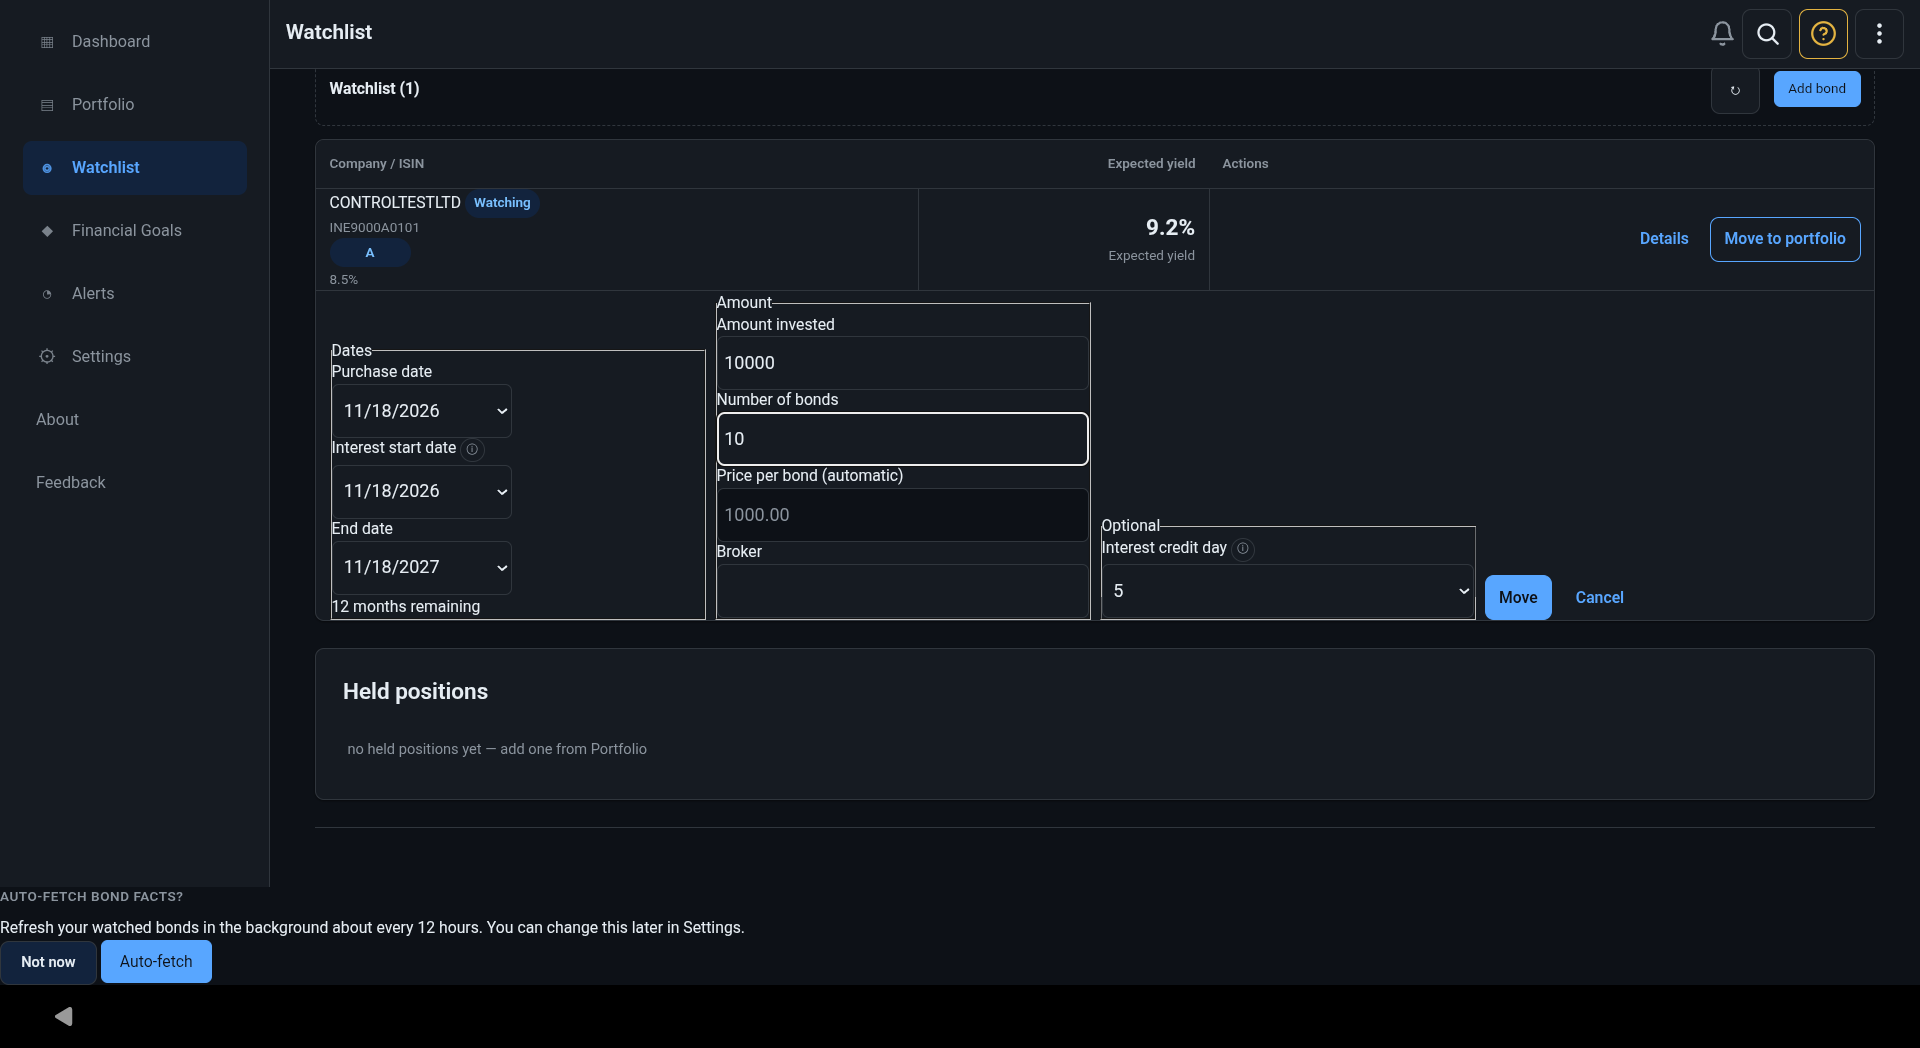 Dashboard
Portfolio
Watchlist
Financial Goals
Alerts
Settings
About
Feedback
Watchlist
Watchlist (1)
Add bond
Company / ISIN
Expected yield
Actions
CONTROLTESTLTD
Watching
INE9000A0101
A
8.5%
9.2%
Expected yield
Details
Move to portfolio
Dates
Purchase date
11/18/2026
Interest start date
11/18/2026
End date
11/18/2027
12 months remaining
Amount
Amount invested
10000
Number of bonds
10
Price per bond (automatic)
1000.00
Broker
Optional
Interest credit day
5
Move
Cancel
Held positions
no held positions yet — add one from Portfolio
AUTO-FETCH BOND FACTS?
Refresh your watched bonds in the background about every 12 hours. You can change this later in Settings.
Not now
Auto-fetch